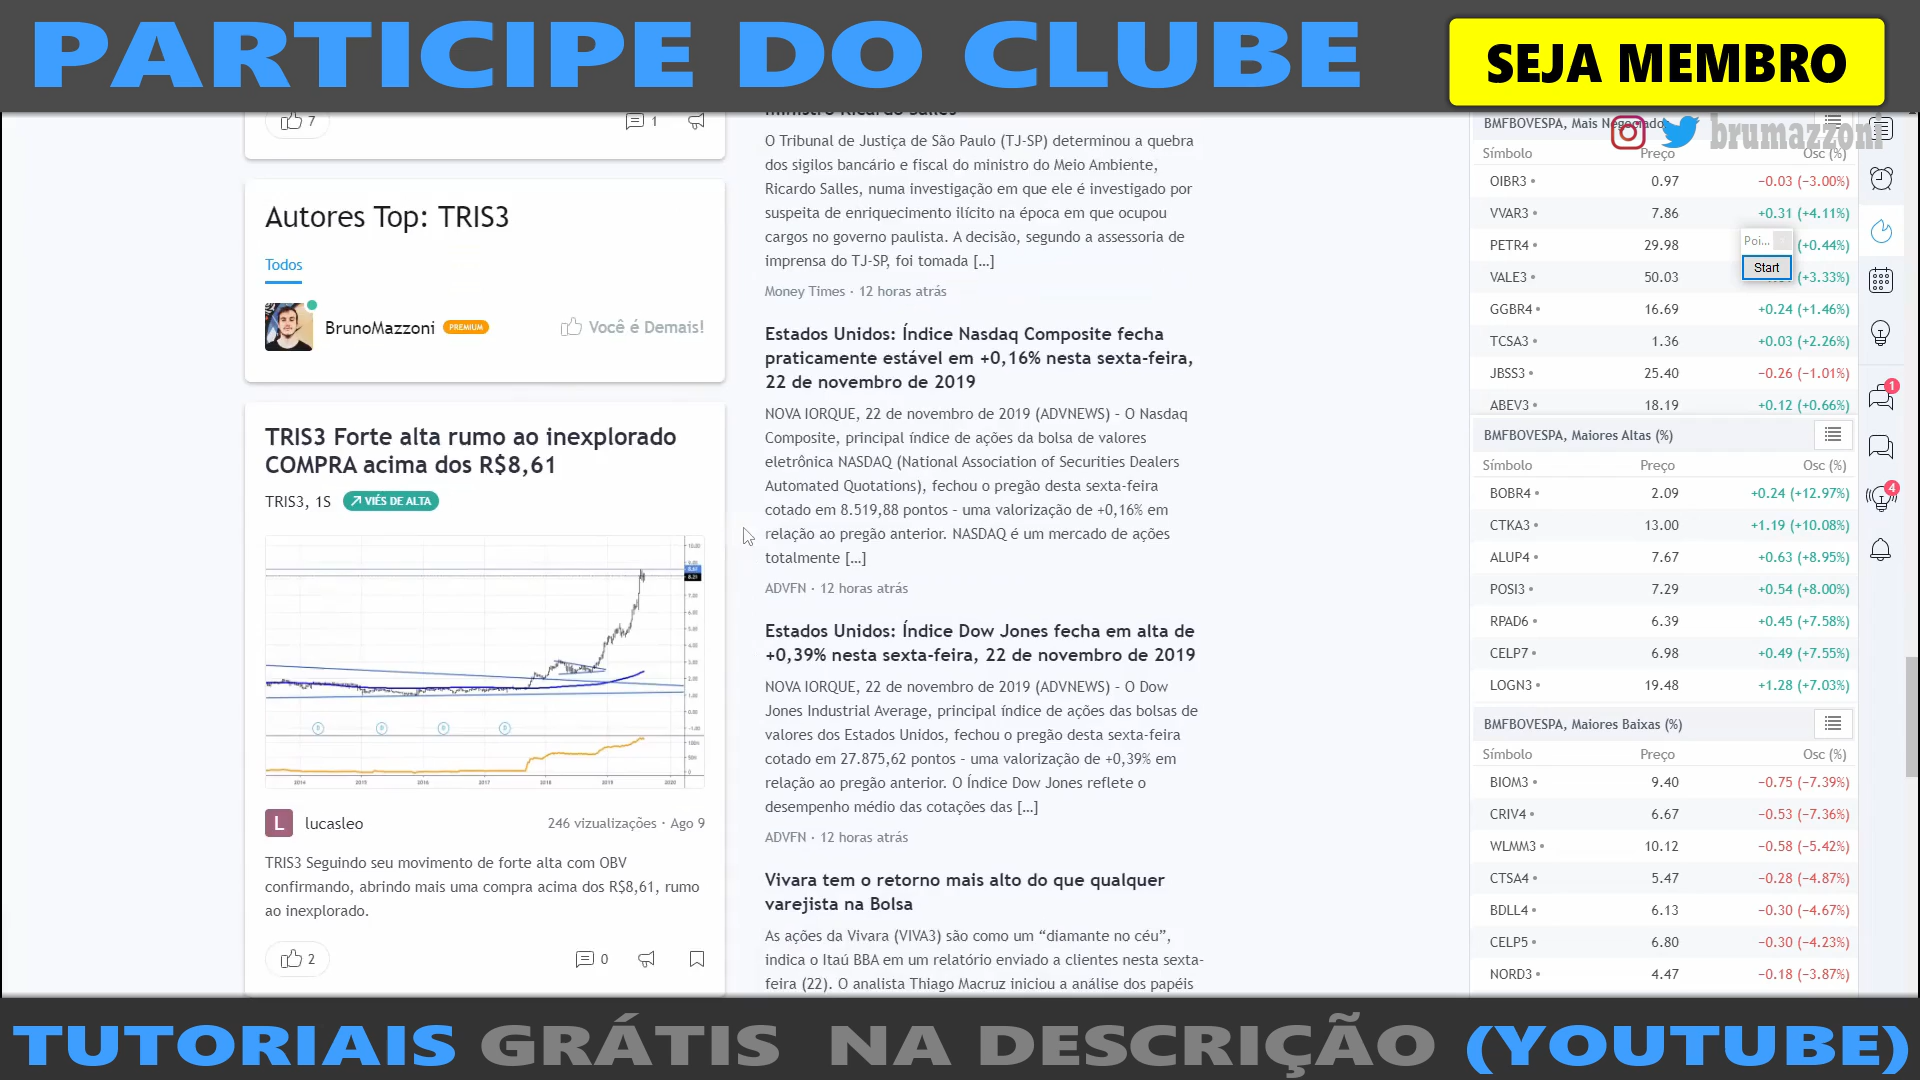 PARTICIPE DO CLUBE
SEJA MEMBRO
7
1
Autores Top: TRIS3
Todos
BrunoMazzoni PREMIUM
Você é Demais!
TRIS3 Forte alta rumo ao inexplorado
COMPRA acima dos R$8,61
TRIS3, 1S VIÉS DE ALTA
2014 2015 2016 2017 2018 2019 2020
L lucasleo
246 vizualizações · Ago 9
TRIS3 Seguindo seu movimento de forte alta com OBV
confirmando, abrindo mais uma compra acima dos R$8,61, rumo
ao inexplorado.
2
0
ministro Ricardo Salles
O Tribunal de Justiça de São Paulo (TJ-SP) determinou a quebra
dos sigilos bancário e fiscal do ministro do Meio Ambiente,
Ricardo Salles, numa investigação em que ele é investigado por
suspeita de enriquecimento ilícito na época em que ocupou
cargos no governo paulista. A decisão, segundo a assessoria de
imprensa do TJ-SP, foi tomada […]
Money Times · 12 horas atrás
Estados Unidos: Índice Nasdaq Composite fecha
praticamente estável em +0,16% nesta sexta-feira,
22 de novembro de 2019
NOVA IORQUE, 22 de novembro de 2019 (ADVNEWS) – O Nasdaq
Composite, principal índice de ações da bolsa de valores
eletrônica NASDAQ (National Association of Securities Dealers
Automated Quotations), fechou o pregão desta sexta-feira
cotado em 8.519,88 pontos – uma valorização de +0,16% em
relação ao pregão anterior. NASDAQ é um mercado de ações
totalmente […]
ADVFN · 12 horas atrás
Estados Unidos: Índice Dow Jones fecha em alta de
+0,39% nesta sexta-feira, 22 de novembro de 2019
NOVA IORQUE, 22 de novembro de 2019 (ADVNEWS) – O Dow
Jones Industrial Average, principal índice de ações das bolsas de
valores dos Estados Unidos, fechou o pregão desta sexta-feira
cotado em 27.875,62 pontos – uma valorização de +0,39% em
relação ao pregão anterior. O Índice Dow Jones reflete o
desempenho médio das cotações das […]
ADVFN · 12 horas atrás
Vivara tem o retorno mais alto do que qualquer
varejista na Bolsa
As ações da Vivara (VIVA3) são como um “diamante no céu”,
indica o Itaú BBA em um relatório enviado a clientes nesta sexta-
feira (22). O analista Thiago Macruz iniciou a análise dos papéis
BMFBOVESPA, Mais Negociados
brumazzoni
Símbolo Preço Osc (%)
OIBR3 0.97 −0.03 (−3.00%)
VVAR3 7.86 +0.31 (+4.11%)
PETR4 29.98 (+0.44%)
VALE3 50.03 (+3.33%)
GGBR4 16.69 +0.24 (+1.46%)
TCSA3 1.36 +0.03 (+2.26%)
JBSS3 25.40 −0.26 (−1.01%)
ABEV3 18.19 +0.12 (+0.66%)
Poi...
Start
BMFBOVESPA, Maiores Altas (%)
Símbolo Preço Osc (%)
BOBR4 2.09 +0.24 (+12.97%)
CTKA3 13.00 +1.19 (+10.08%)
ALUP4 7.67 +0.63 (+8.95%)
POSI3 7.29 +0.54 (+8.00%)
RPAD6 6.39 +0.45 (+7.58%)
CELP7 6.98 +0.49 (+7.55%)
LOGN3 19.48 +1.28 (+7.03%)
BMFBOVESPA, Maiores Baixas (%)
Símbolo Preço Osc (%)
BIOM3 9.40 −0.75 (−7.39%)
CRIV4 6.67 −0.53 (−7.36%)
WLMM3 10.12 −0.58 (−5.42%)
CTSA4 5.47 −0.28 (−4.87%)
BDLL4 6.13 −0.30 (−4.67%)
CELP5 6.80 −0.30 (−4.23%)
NORD3 4.47 −0.18 (−3.87%)
1
4
TUTORIAIS GRÁTIS NA DESCRIÇÃO (YOUTUBE)